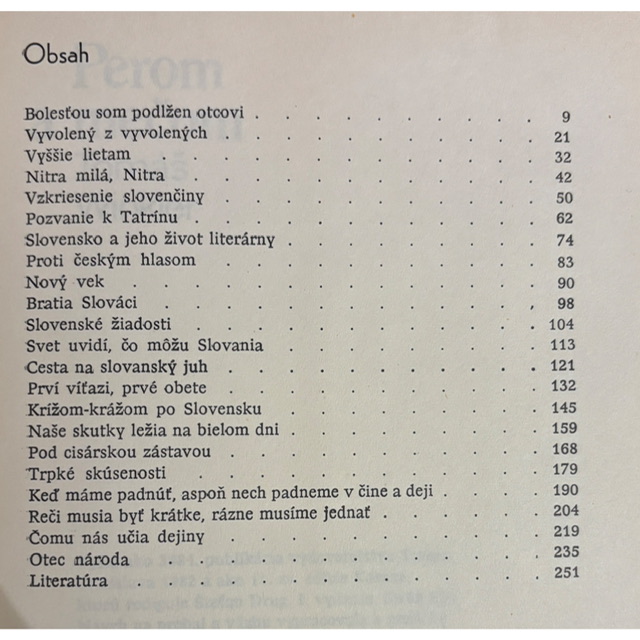 Obsah
Bolesťou som podlžen otcovi . . . . . . . . . 9
Vyvolený z vyvolených . . . . . . . . . . 21
Vyššie lietam . . . . . . . . . . . . 32
Nitra milá, Nitra . . . . . . . . . . . 42
Vzkriesenie slovenčiny . . . . . . . . . . 50
Pozvanie k Tatrínu . . . . . . . . . . . 62
Slovensko a jeho život literárny . . . . . . . . 74
Proti českým hlasom . . . . . . . . . . 83
Nový vek . . . . . . . . . . . . . 90
Bratia Slováci . . . . . . . . . . . . 98
Slovenské žiadosti . . . . . . . . . . . 104
Svet uvidí, čo môžu Slovania . . . . . . . . . 113
Cesta na slovanský juh . . . . . . . . . . 121
Prví víťazi, prvé obete . . . . . . . . . . 132
Krížom-krážom po Slovensku . . . . . . . . 145
Naše skutky ležia na bielom dni . . . . . . . . 159
Pod cisárskou zástavou . . . . . . . . . . 168
Trpké skúsenosti . . . . . . . . . . . 179
Keď máme padnúť, aspoň nech padneme v čine a deji . . . 190
Reči musia byť krátke, rázne musíme jednať . . . . . 204
Čomu nás učia dejiny . . . . . . . . . . 219
Otec národa . . . . . . . . . . . . 235
Literatúra . . . . . . . . . . . . . 251